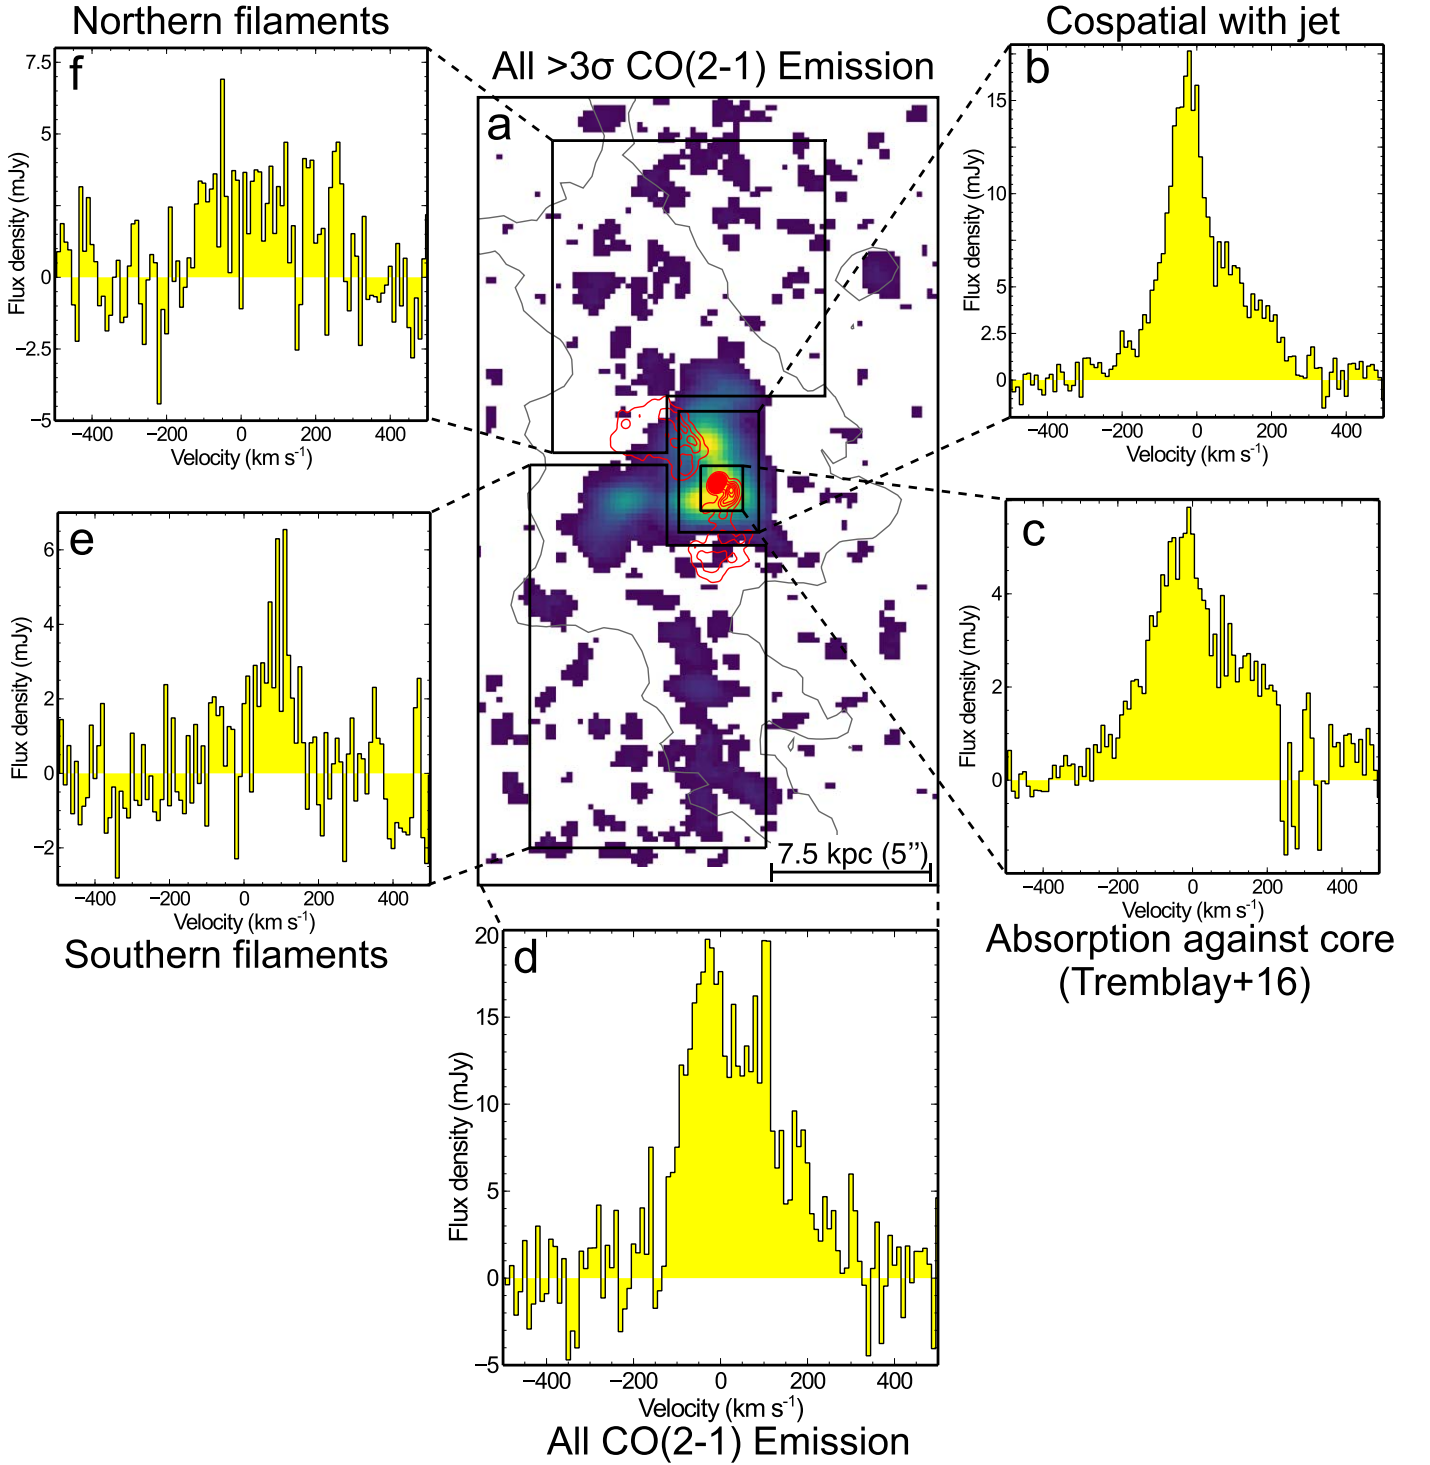 Northern filaments
Cospatial with jet
All >3σ CO(2-1) Emission
f
7.5
5
2.5
0
−2.5
−5
Flux density (mJy)
−400 −200 0 200 400
Velocity (km s-1)
a
7.5 kpc (5”)
b
15
10
5
2.5
0
Flux density (mJy)
−400 −200 0 200 400
Velocity (km s-1)
e
6
4
2
0
−2
Flux density (mJy)
−400 −200 0 200 400
Velocity (km s-1)
Southern filaments
c
4
2
0
Flux density (mJy)
−400 −200 0 200 400
Velocity (km s-1)
Absorption against core
(Tremblay+16)
d
20
15
10
5
0
−5
Flux density (mJy)
−400 −200 0 200 400
Velocity (km s-1)
All CO(2-1) Emission